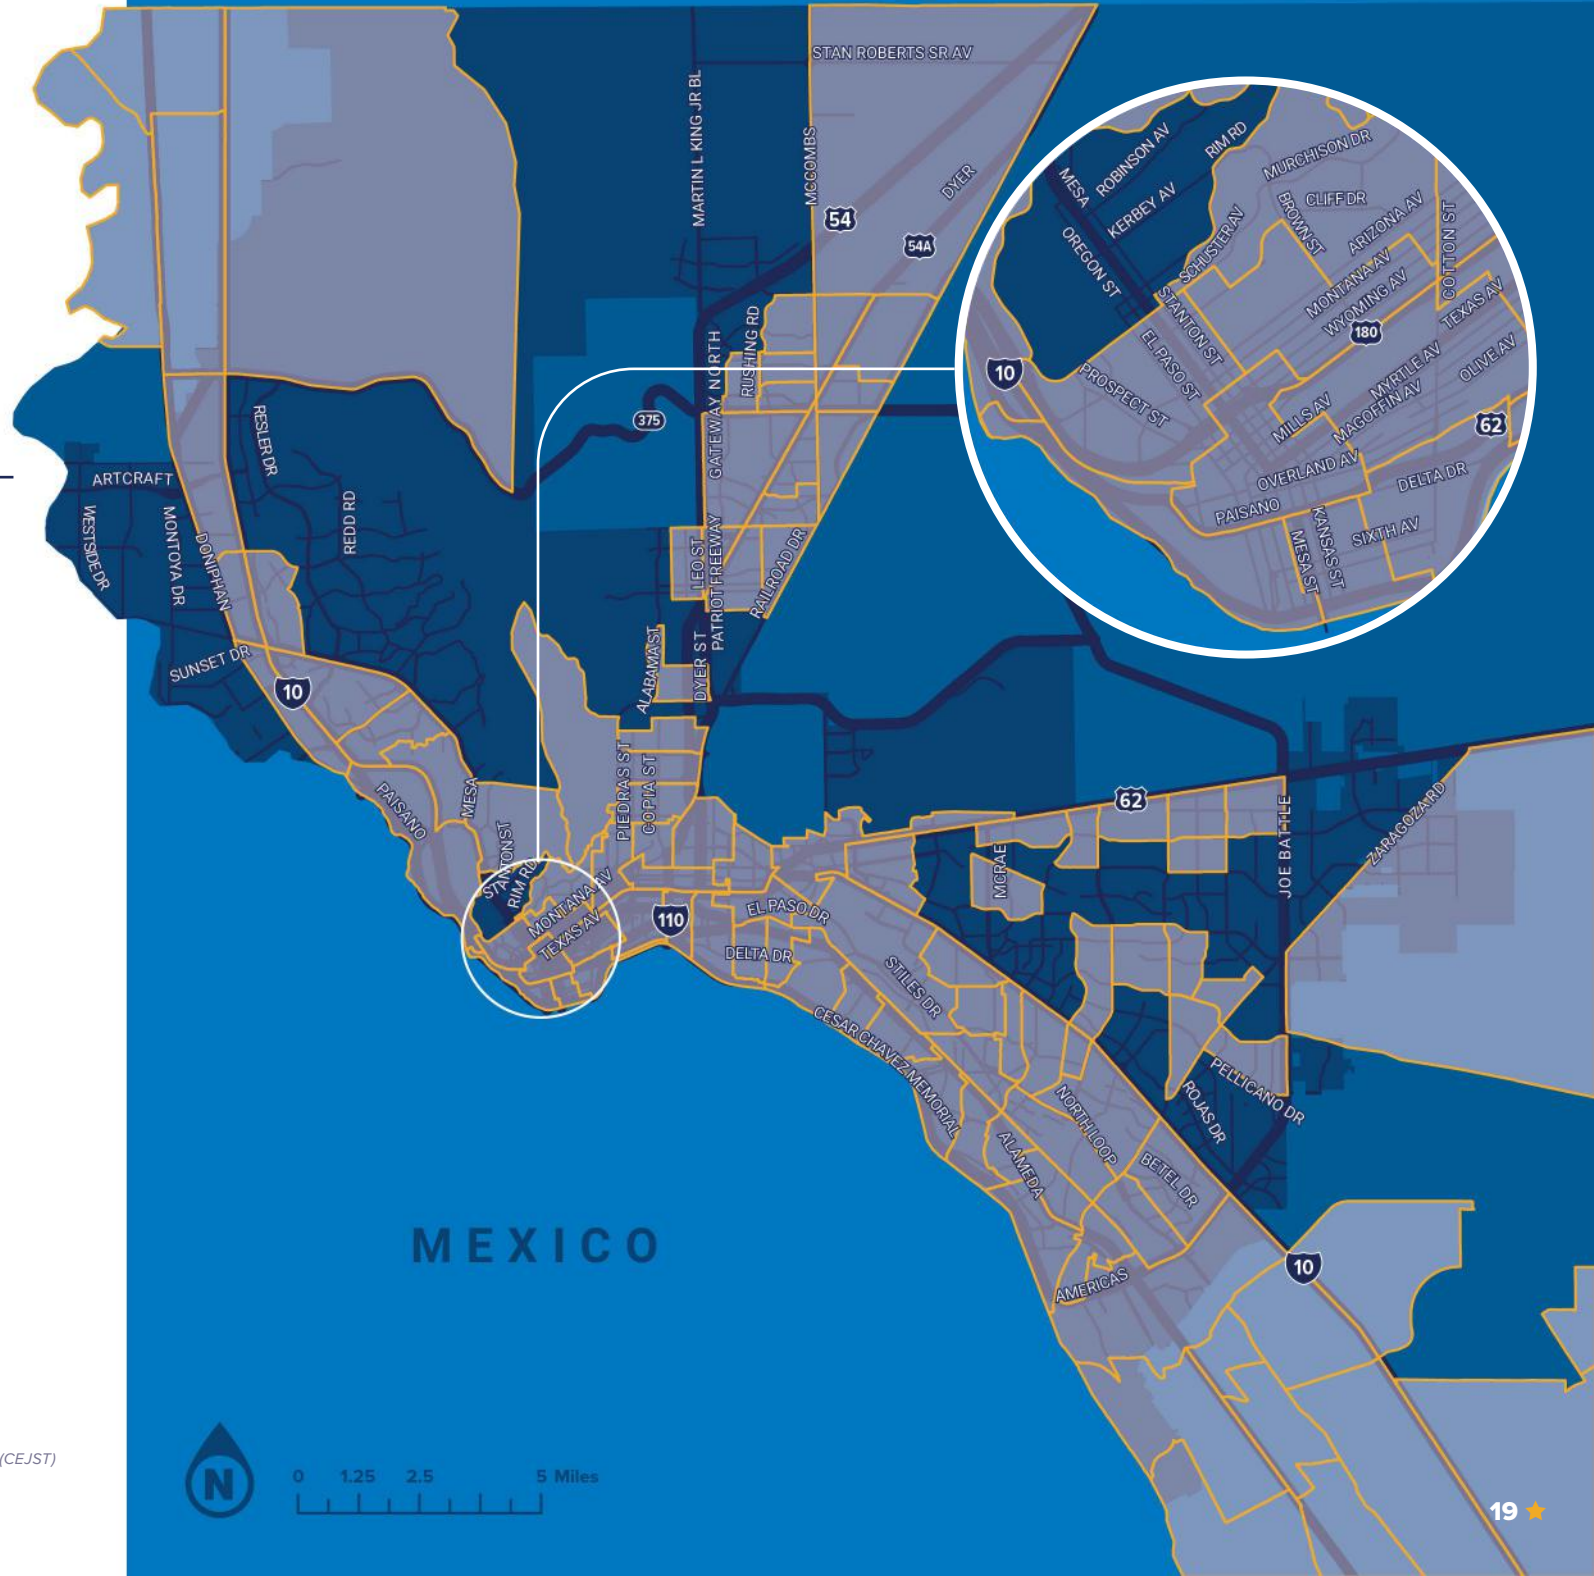 STAN ROBERTS SR AV
MARTIN L KING JR BL
MCCOMBS
54
DYER
54A
RUSHING RD
GATEWAY NORTH
375
RESLER DR
ARTCRAFT
REDD RD
WESTSIDE DR
MONTOYA DR
DONIPHAN
LEO ST
PATRIOT FREEWAY
RAILROAD DR
SUNSET DR
10
ALABAMA ST
DYER ST
PAISANO
MESA
PIEDRAS ST
COPIA ST
62
STANTON ST
RIM RD
MONTANA AV
TEXAS AV
110
EL PASO DR
DELTA DR
MCRAE
JOE BATTLE
ZARAGOZA RD
STILES DR
CESAR CHAVEZ MEMORIAL
NORTH LOOP
ALAMEDA
BETEL DR
ROJAS DR
PELLICANO DR
AMERICAS
10
MESA
ROBINSON AV
RIM RD
KERBEY AV
OREGON ST
MURCHISON DR
CLIFF DR
BROWN ST
ARIZONA AV
COTTON ST
SCHUSTER AV
STANTON ST
MONTANA AV
WYOMING AV
180
TEXAS AV
EL PASO ST
10
PROSPECT ST
MYRTLE AV
OLIVE AV
MILLS AV
MAGOFFIN AV
62
OVERLAND AV
DELTA DR
PAISANO
KANSAS ST
SIXTH AV
MESA ST
MEXICO
(CEJST)
N
0 1.25 2.5 5 Miles
19